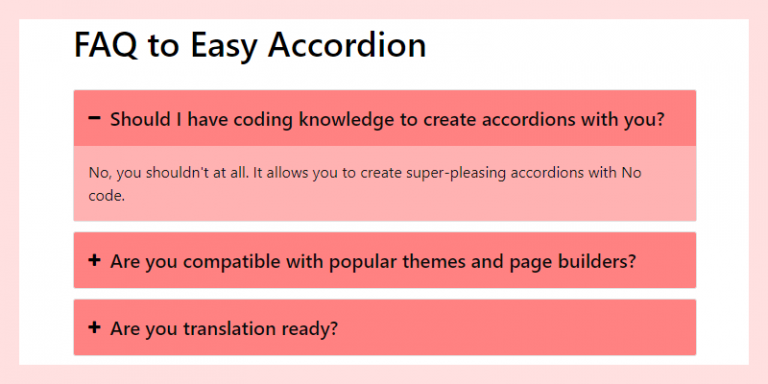 FAQ to Easy Accordion
Should I have coding knowledge to create accordions with you?
No, you shouldn't at all. It allows you to create super-pleasing accordions with No
code.
Are you compatible with popular themes and page builders?
Are you translation ready?